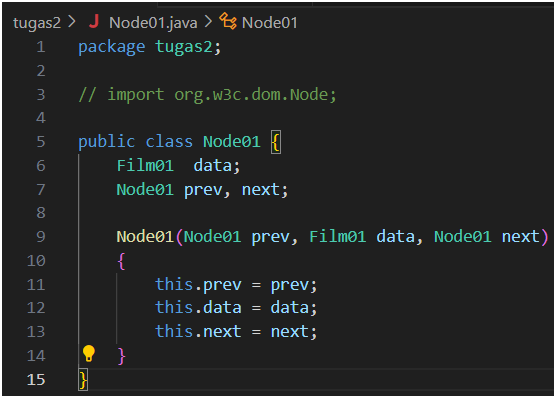 tugas2 > J Node01.java > Node01
1 package tugas2;
2
3 // import org.w3c.dom.Node;
4
5 public class Node01 {
6     Film01  data;
7     Node01 prev, next;
8
9     Node01(Node01 prev, Film01 data, Node01 next)
10     {
11         this.prev = prev;
12         this.data = data;
13         this.next = next;
14     }
15 }